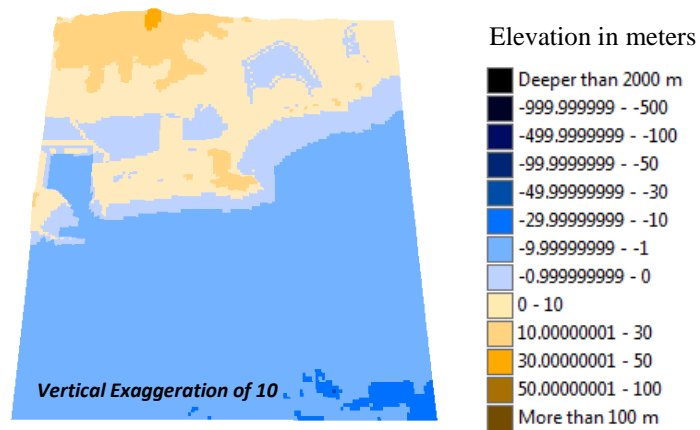 Elevation in meters
Deeper than 2000 m
-999.999999 - -500
-499.9999999 - -100
-99.9999999 - -50
-49.99999999 - -30
-29.99999999 - -10
-9.99999999 - -1
-0.999999999 - 0
0 - 10
10.00000001 - 30
30.00000001 - 50
50.00000001 - 100
More than 100 m
Vertical Exaggeration of 10